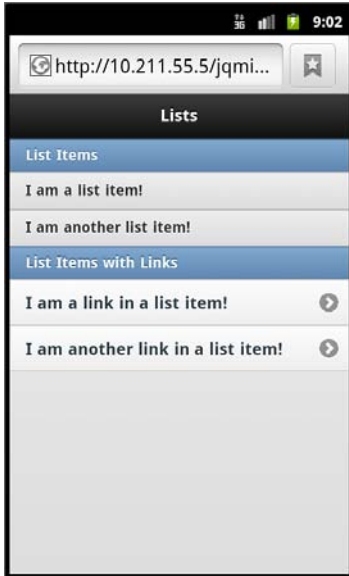 3G 9:02
http://10.211.55.5/jqmi...
Lists
List Items
I am a list item!
I am another list item!
List Items with Links
I am a link in a list item!
I am another link in a list item!